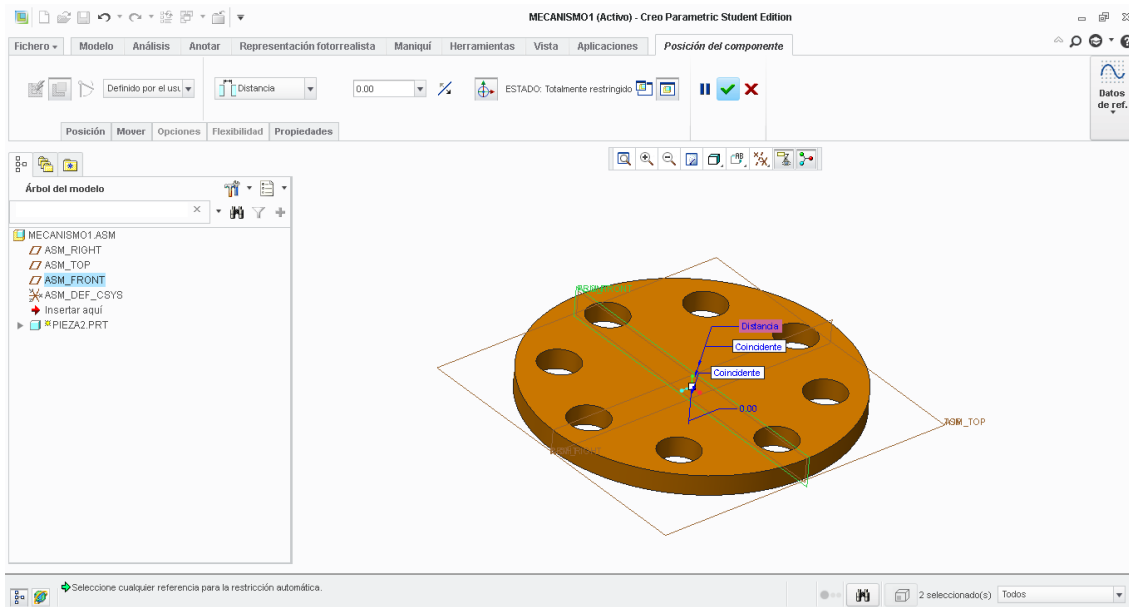 MECANISMO1 (Activo) - Creo Parametric Student Edition
Fichero Modelo Análisis Anotar Representación fotorrealista Maniquí Herramientas Vista Aplicaciones Posición del componente
Definido por el usu Distancia 0.00 ESTADO: Totalmente restringido
Datos
de ref.
Posición Mover Opciones Flexibilidad Propiedades
Árbol del modelo
MECANISMO1.ASM
ASM_RIGHT
ASM_TOP
ASM_FRONT
ASM_DEF_CSYS
Insertar aquí
PIEZA2.PRT
Distancia
Coincidente
Coincidente
0.00
Seleccione cualquier referencia para la restricción automática.
2 seleccionado(s) Todos